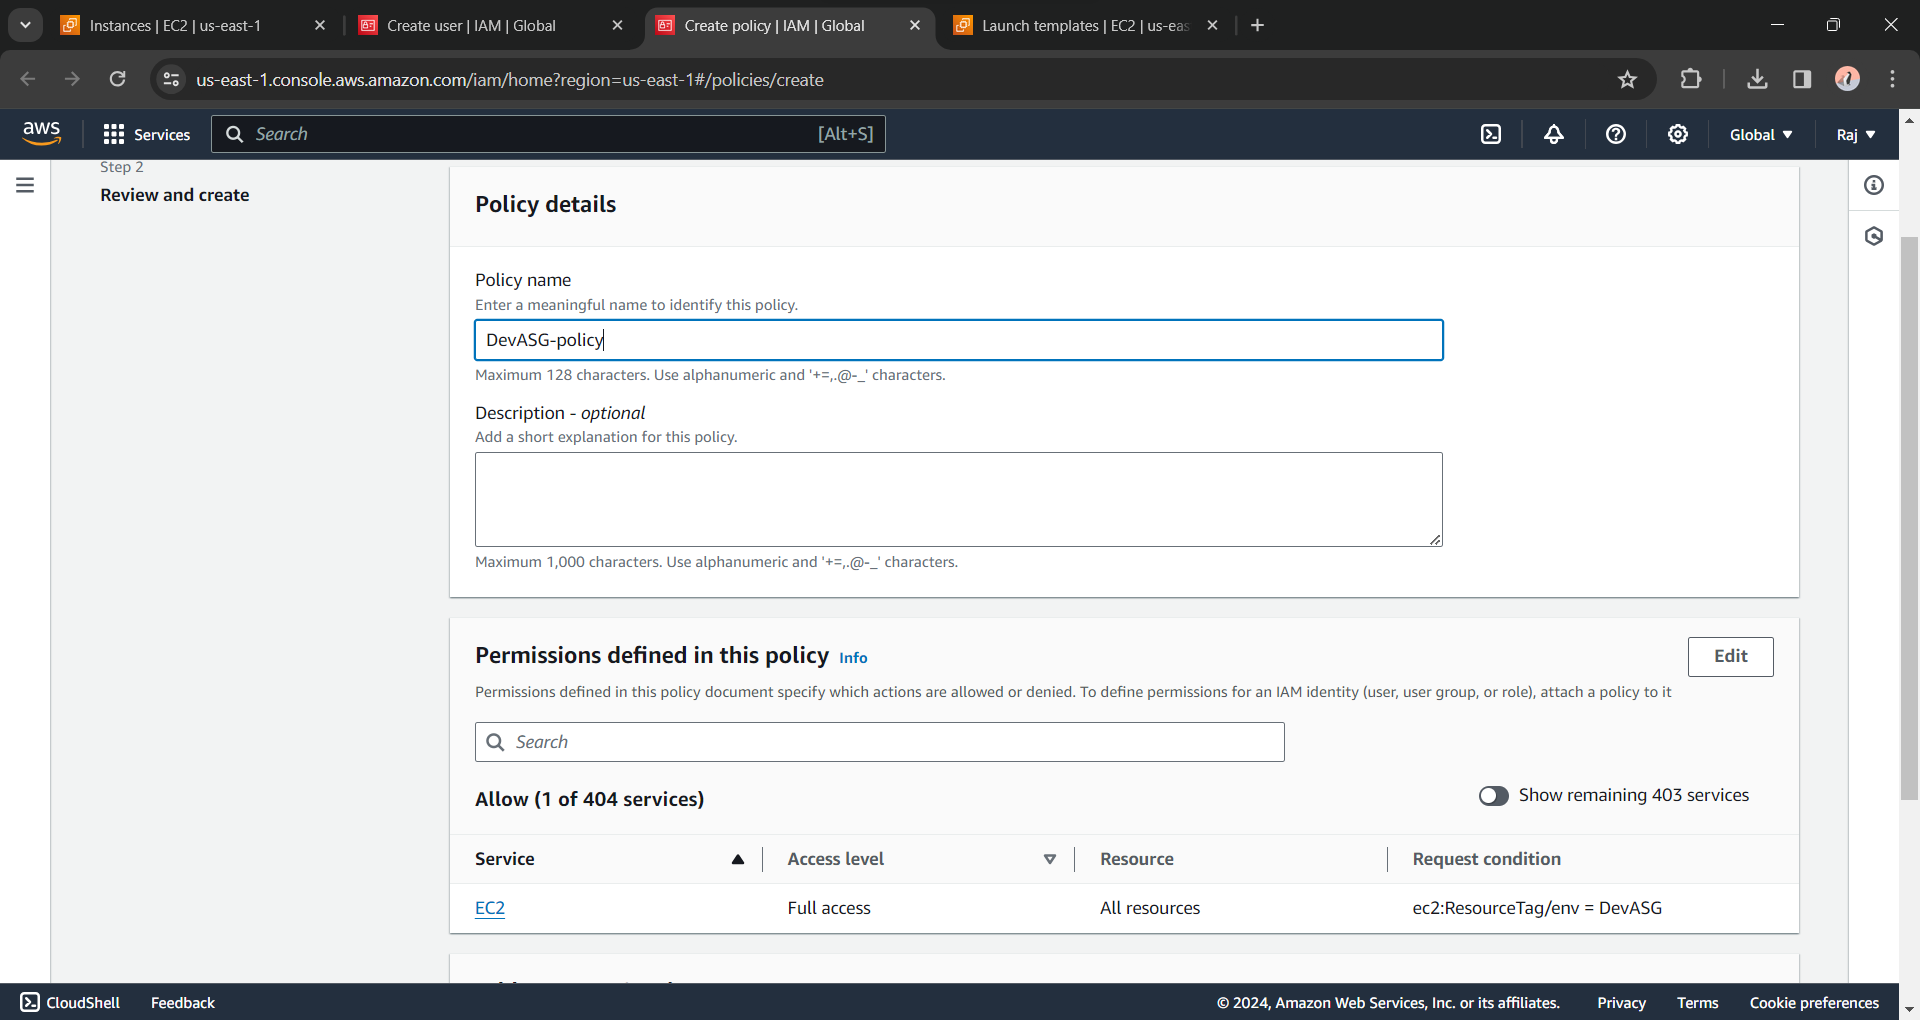 Instances | EC2 | us-east-1
Create user | IAM | Global
Create policy | IAM | Global
Launch templates | EC2 | us-eas
us-east-1.console.aws.amazon.com/iam/home?region=us-east-1#/policies/create
aws
Services
Search
[Alt+S]
Global
Raj
Step 2
Review and create
Policy details
Policy name
Enter a meaningful name to identify this policy.
DevASG-policy
Maximum 128 characters. Use alphanumeric and '+=,.@-_' characters.
Description - optional
Add a short explanation for this policy.
Maximum 1,000 characters. Use alphanumeric and '+=,.@-_' characters.
Permissions defined in this policy Info
Edit
Permissions defined in this policy document specify which actions are allowed or denied. To define permissions for an IAM identity (user, user group, or role), attach a policy to it
Search
Allow (1 of 404 services)
Show remaining 403 services
Service
Access level
Resource
Request condition
EC2
Full access
All resources
ec2:ResourceTag/env = DevASG
CloudShell
Feedback
© 2024, Amazon Web Services, Inc. or its affiliates.
Privacy
Terms
Cookie preferences